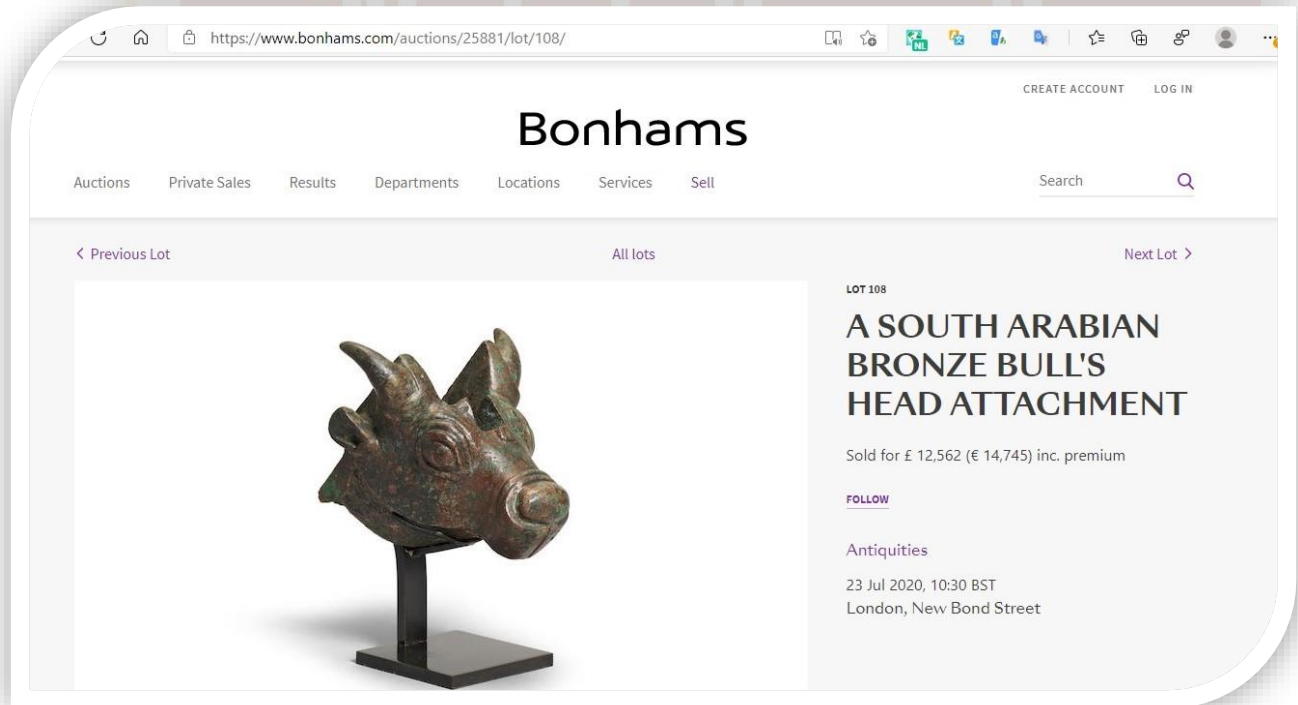 https://www.bonhams.com/auctions/25881/lot/108/
NL
CREATE ACCOUNT LOG IN
Bonhams
Auctions Private Sales Results Departments Locations Services Sell Search
< Previous Lot All lots Next Lot >
LOT 108
A SOUTH ARABIAN
BRONZE BULL'S
HEAD ATTACHMENT
Sold for £ 12,562 (€ 14,745) inc. premium
FOLLOW
Antiquities
23 Jul 2020, 10:30 BST
London, New Bond Street